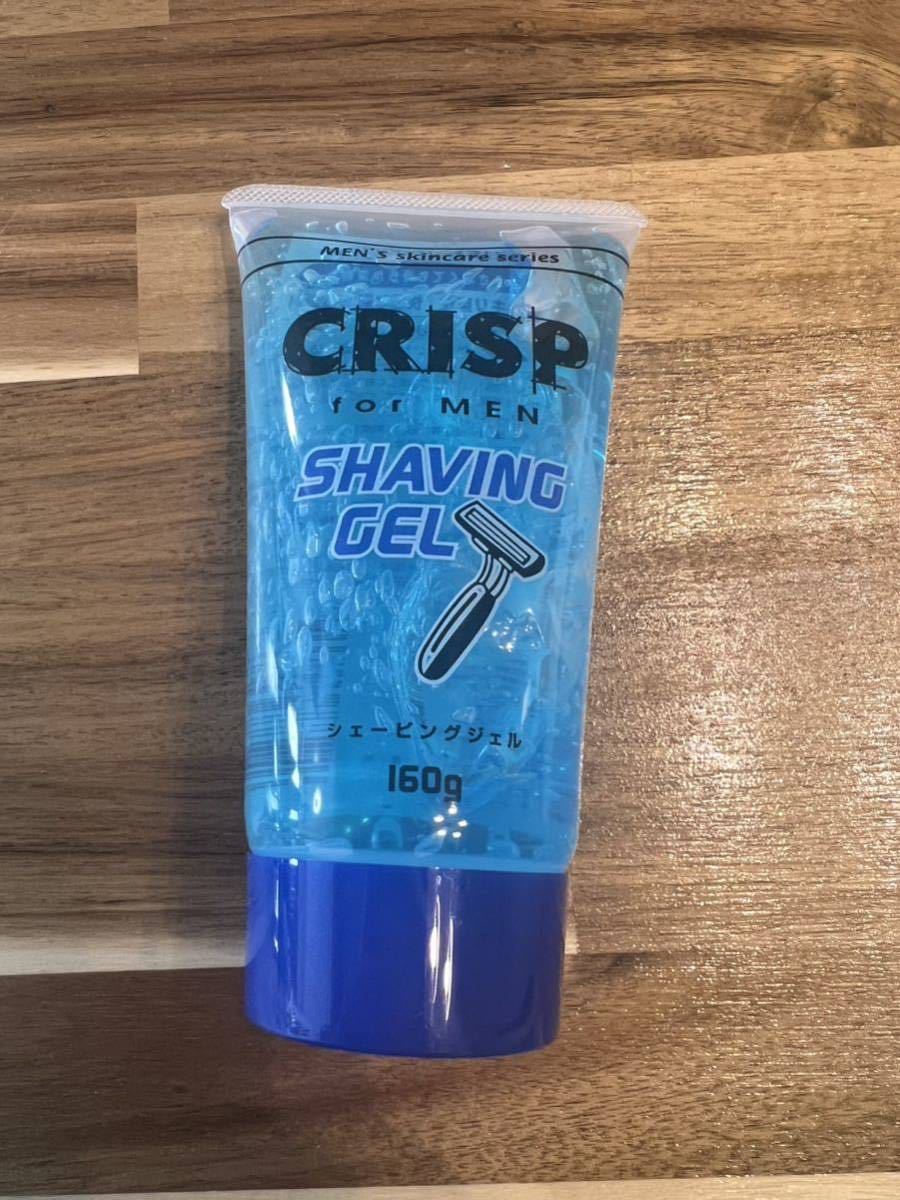 MEN's skincare series
CRISP
for MEN
SHAVING
GEL
シェービングジェル
160g